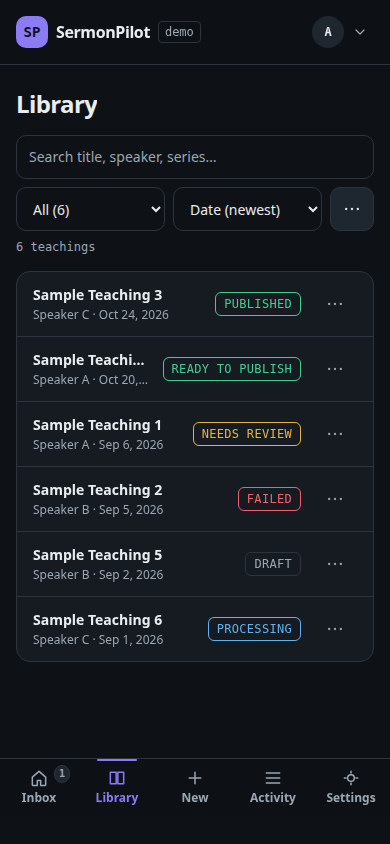 SP SermonPilot demo A
Library
Search title, speaker, series...
All (6) Date (newest) ...
6 teachings
Sample Teaching 3 PUBLISHED ...
Speaker C · Oct 24, 2026
Sample Teachi... READY TO PUBLISH ...
Speaker A · Oct 20,...
Sample Teaching 1 NEEDS REVIEW ...
Speaker A · Sep 6, 2026
Sample Teaching 2 FAILED ...
Speaker B · Sep 5, 2026
Sample Teaching 5 DRAFT ...
Speaker B · Sep 2, 2026
Sample Teaching 6 PROCESSING ...
Speaker C · Sep 1, 2026
1
Inbox Library New Activity Settings